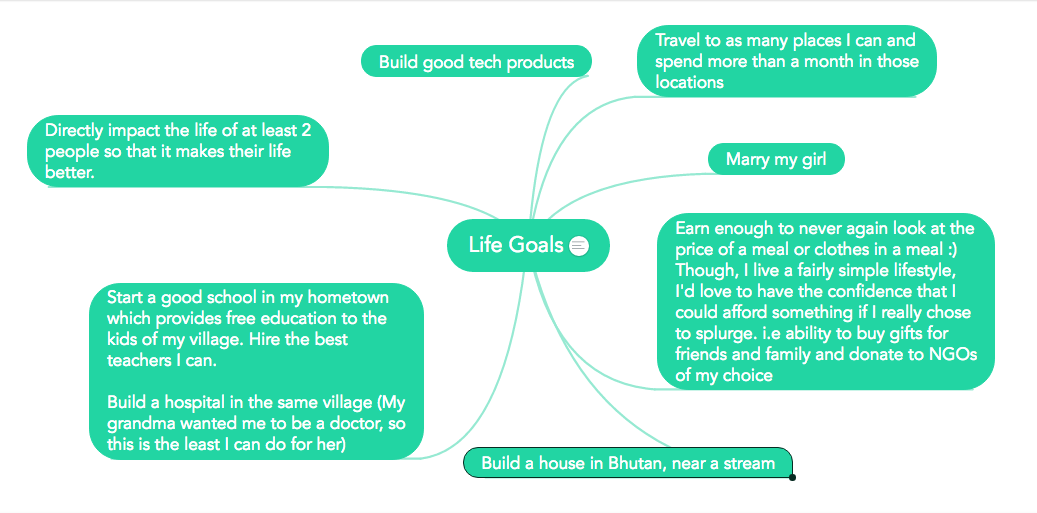 Build good tech products
Travel to as many places I can and
spend more than a month in those
locations
Directly impact the life of at least 2
people so that it makes their life
better.
Marry my girl
Life Goals
Earn enough to never again look at the
price of a meal or clothes in a meal :)
Though, I live a fairly simple lifestyle,
I'd love to have the confidence that I
could afford something if I really chose
to splurge. i.e ability to buy gifts for
friends and family and donate to NGOs
of my choice
Start a good school in my hometown
which provides free education to the
kids of my village. Hire the best
teachers I can.
Build a hospital in the same village (My
grandma wanted me to be a doctor, so
this is the least I can do for her)
Build a house in Bhutan, near a stream